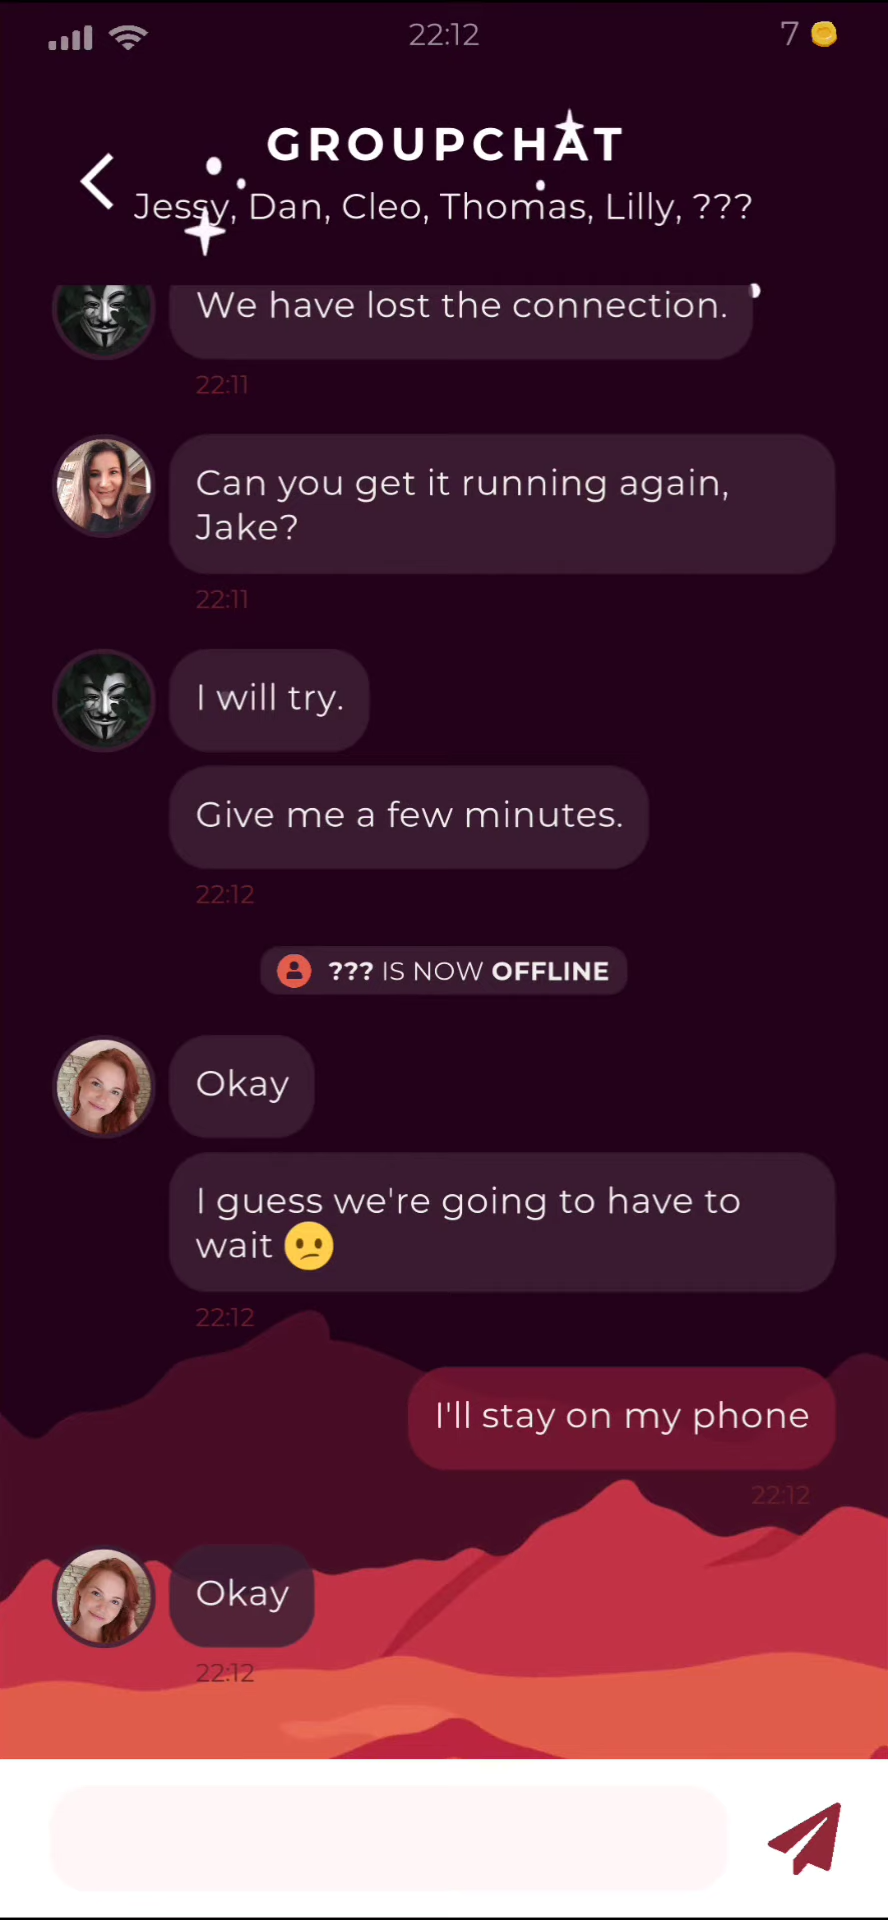 22:12
7
GROUPCHAT
Jessy, Dan, Cleo, Thomas, Lilly, ???
We have lost the connection.
22:11
Can you get it running again,
Jake?
22:11
I will try.
Give me a few minutes.
22:12
??? IS NOW OFFLINE
Okay
I guess we're going to have to
wait 😕
22:12
I'll stay on my phone
22:12
Okay
22:12